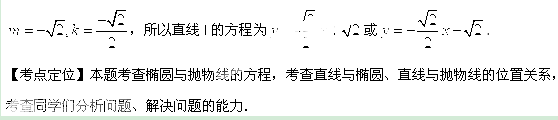 m = -√2, k = -√2/2，所以直线 l 的方程为 y √2 √2 或 y = -√2/2 x - √2 .
【考点定位】本题考查椭圆与抛物线的方程，考查直线与椭圆、直线与抛物线的位置关系，
考查同学们分析问题、解决问题的能力．